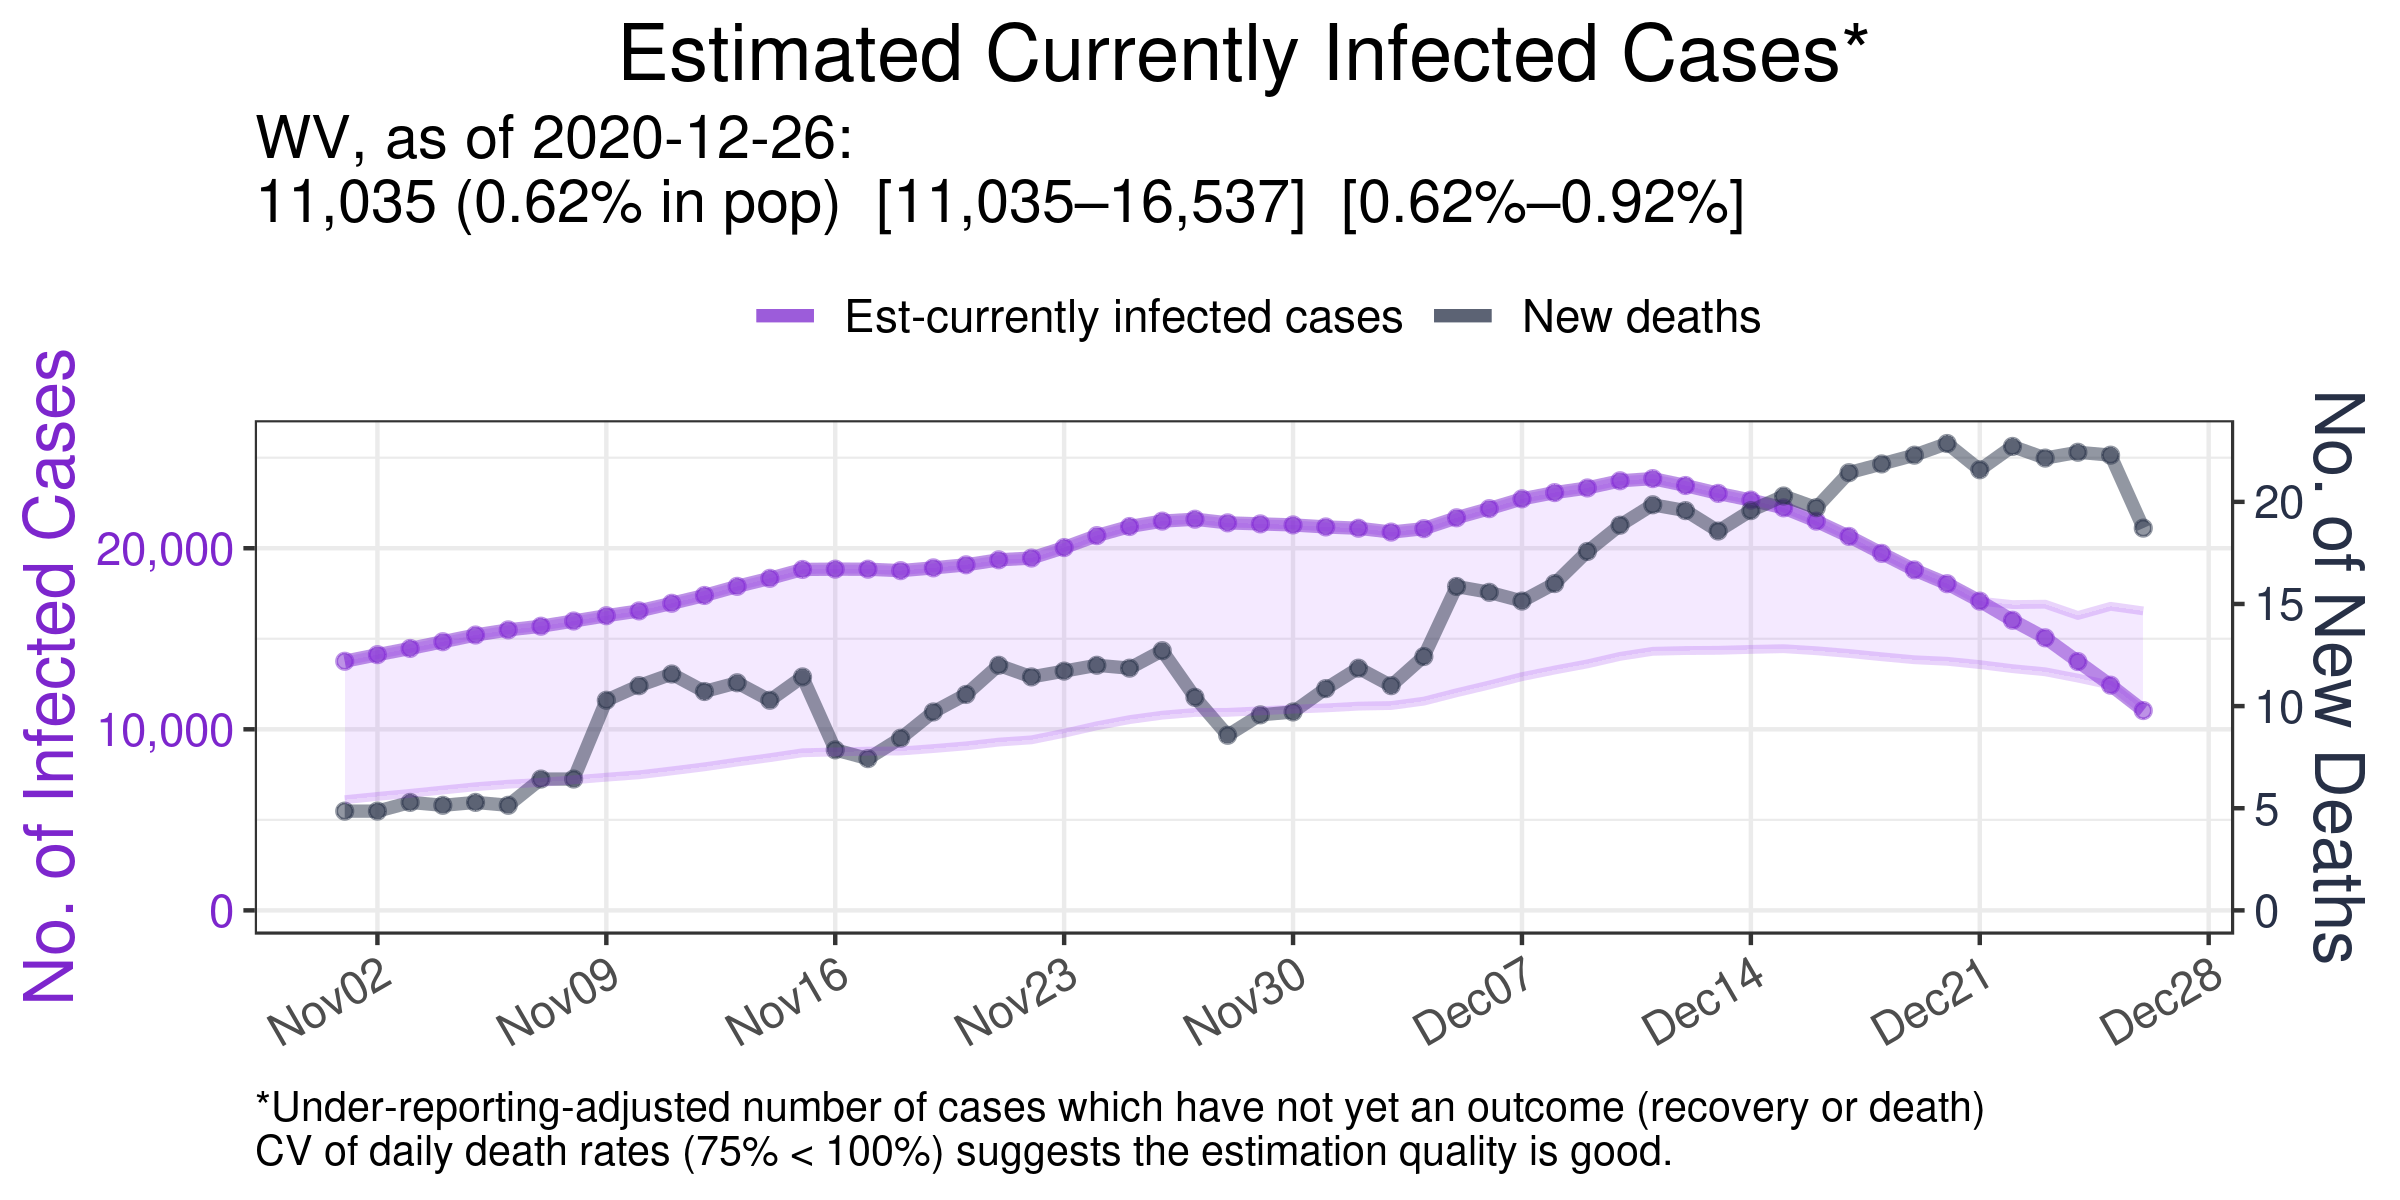 Estimated Currently Infected Cases*
WV, as of 2020-12-26:
11,035 (0.62% in pop)  [11,035–16,537]  [0.62%–0.92%]
Est-currently infected cases
New deaths
No. of Infected Cases
20,000
10,000
0
No. of New Deaths
20
15
10
5
0
Nov02
Nov09
Nov16
Nov23
Nov30
Dec07
Dec14
Dec21
Dec28
*Under-reporting-adjusted number of cases which have not yet an outcome (recovery or death)
CV of daily death rates (75% < 100%) suggests the estimation quality is good.